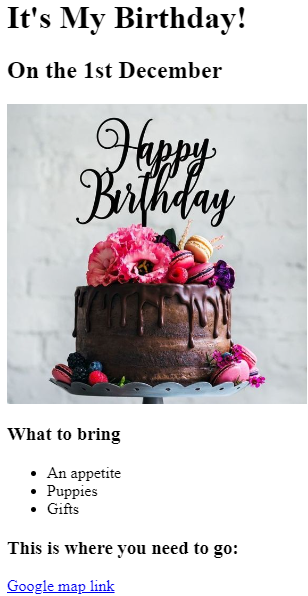 It's My Birthday!
On the 1st December
Happy
Birthday
What to bring
An appetite
Puppies
Gifts
This is where you need to go:
Google map link